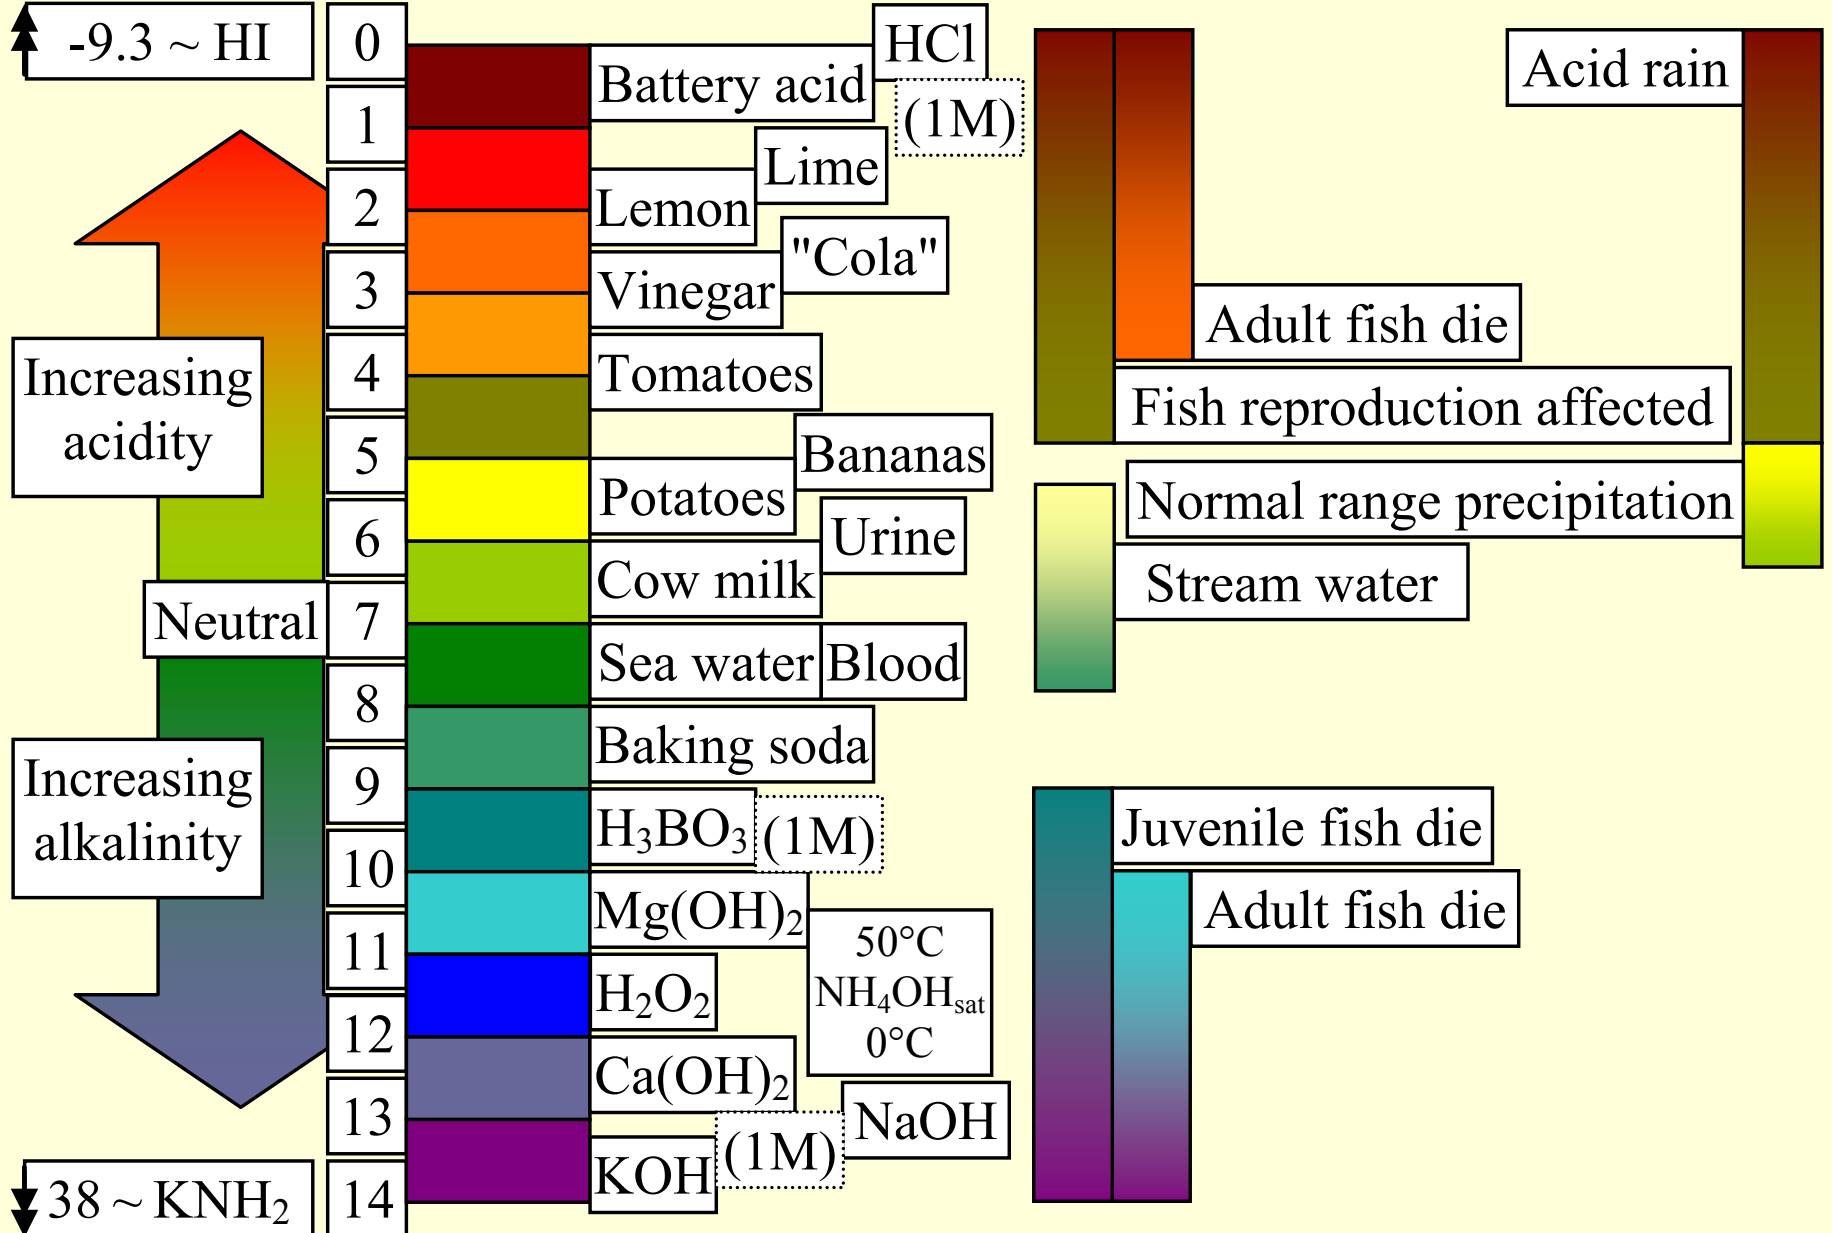 -9.3 ~ HI
0
1
2
3
4
5
6
7
8
9
10
11
12
13
14
38 ~ KNH₂
Increasing
acidity
Neutral
Increasing
alkalinity
Battery acid
HCl
(1M)
Lime
Lemon
"Cola"
Vinegar
Tomatoes
Bananas
Potatoes
Urine
Cow milk
Sea water
Blood
Baking soda
H₃BO₃
(1M)
Mg(OH)₂
50°C
NH₄OHsat
0°C
H₂O₂
Ca(OH)₂
NaOH
(1M)
KOH
Acid rain
Adult fish die
Fish reproduction affected
Normal range precipitation
Stream water
Juvenile fish die
Adult fish die